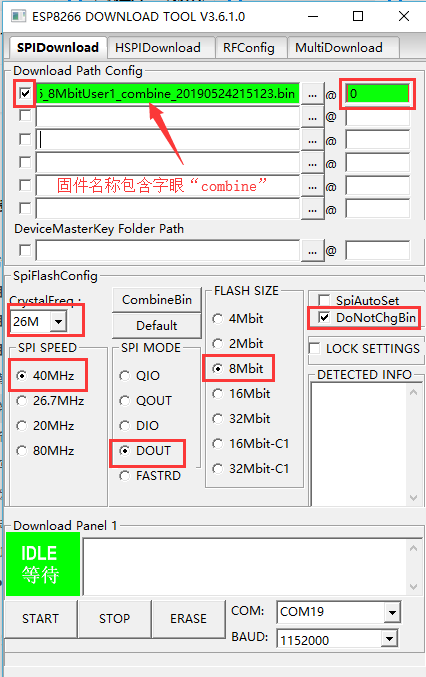 ESP8266 DOWNLOAD TOOL V3.6.1.0
SPIDownload HSPIDownload RFConfig MultiDownload
Download Path Config
_8MbitUser1_combine_20190524215123.bin ... @ 0
... @
... @
... @
... @
固件名称包含字眼“combine”
... @
DeviceMasterKey Folder Path
... @
SpiFlashConfig
CrystalFreq :
26M
CombineBin
Default
SPI SPEED
40MHz
26.7MHz
20MHz
80MHz
SPI MODE
QIO
QOUT
DIO
DOUT
FASTRD
FLASH SIZE
4Mbit
2Mbit
8Mbit
16Mbit
32Mbit
16Mbit-C1
32Mbit-C1
SpiAutoSet
DoNotChgBin
LOCK SETTINGS
DETECTED INFO
Download Panel 1
IDLE
等待
START STOP ERASE
COM: COM19
BAUD: 1152000